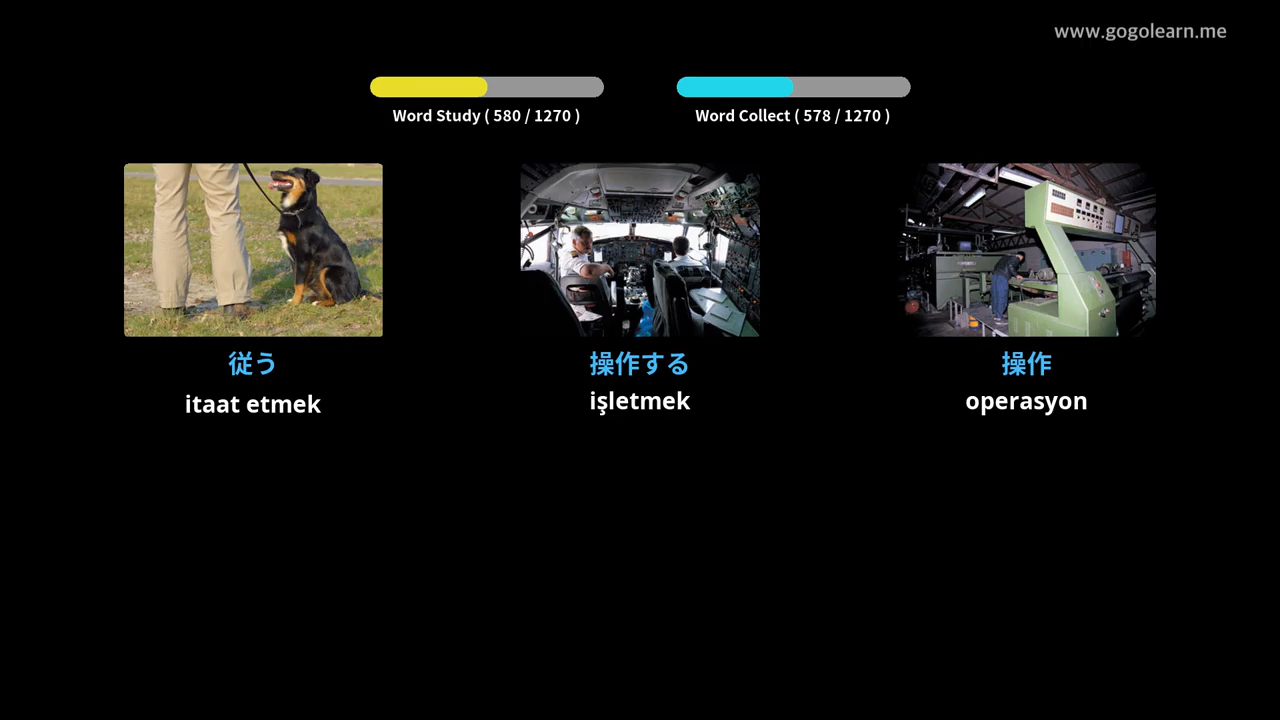 www.gogolearn.me
Word Study ( 580 / 1270 )
Word Collect ( 578 / 1270 )
従う
itaat etmek
操作する
işletmek
操作
operasyon